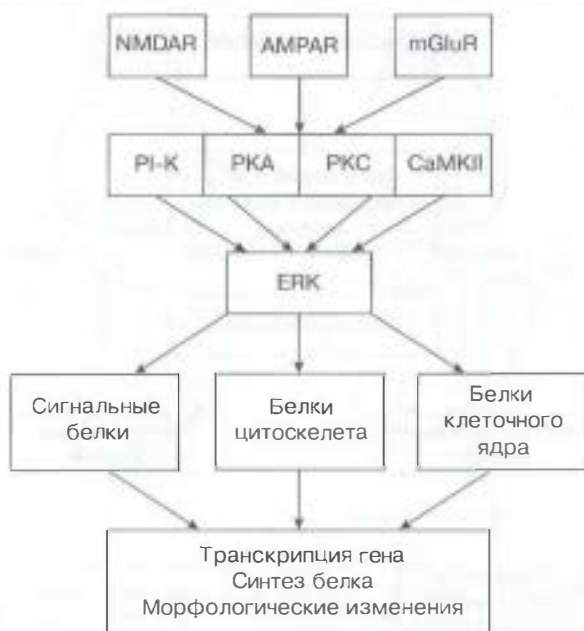 NMDAR AMPAR mGluR
PI-K PKA PKC CaMKII
ERK
Сигнальные белки
Белки цитоскелета
Белки клеточного ядра
Транскрипция гена
Синтез белка
Морфологические изменения